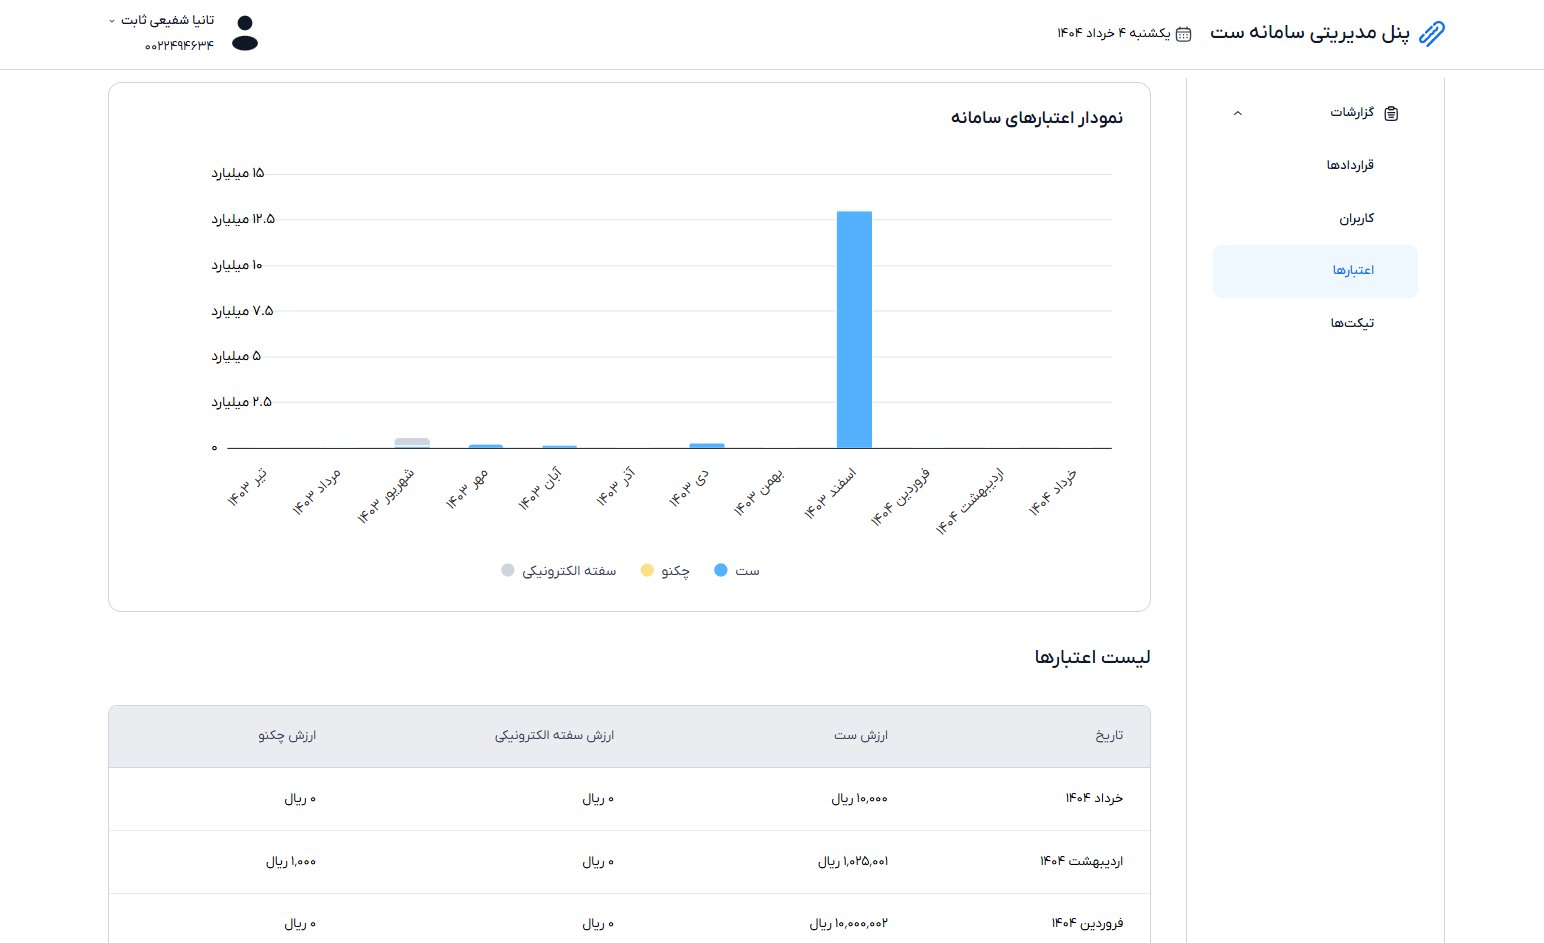 پنل مدیریتی سامانه ست
یکشنبه ۴ خرداد ۱۴۰۴
تانیا شفیعی ثابت
۰۰۲۲۴۹۴۶۳۴
گزارشات
قراردادها
کاربران
اعتبارها
تیکت‌ها
نمودار اعتبارهای سامانه
۱۵ میلیارد
۱۲.۵ میلیارد
۱۰ میلیارد
۷.۵ میلیارد
۵ میلیارد
۲.۵ میلیارد
۰
تیر ۱۴۰۳
مرداد ۱۴۰۳
شهریور ۱۴۰۳
مهر ۱۴۰۳
آبان ۱۴۰۳
آذر ۱۴۰۳
دی ۱۴۰۳
بهمن ۱۴۰۳
اسفند ۱۴۰۳
فروردین ۱۴۰۴
اردیبهشت ۱۴۰۴
خرداد ۱۴۰۴
ست چکنو سفته الکترونیکی
لیست اعتبارها
تاریخ ارزش ست ارزش سفته الکترونیکی ارزش چکنو
خرداد ۱۴۰۴ ۱۰,۰۰۰ ریال ۰ ریال ۰ ریال
اردیبهشت ۱۴۰۴ ۱,۰۲۵,۰۰۱ ریال ۰ ریال ۱,۰۰۰ ریال
فروردین ۱۴۰۴ ۱۰,۰۰۰,۰۰۲ ریال ۰ ریال ۰ ریال